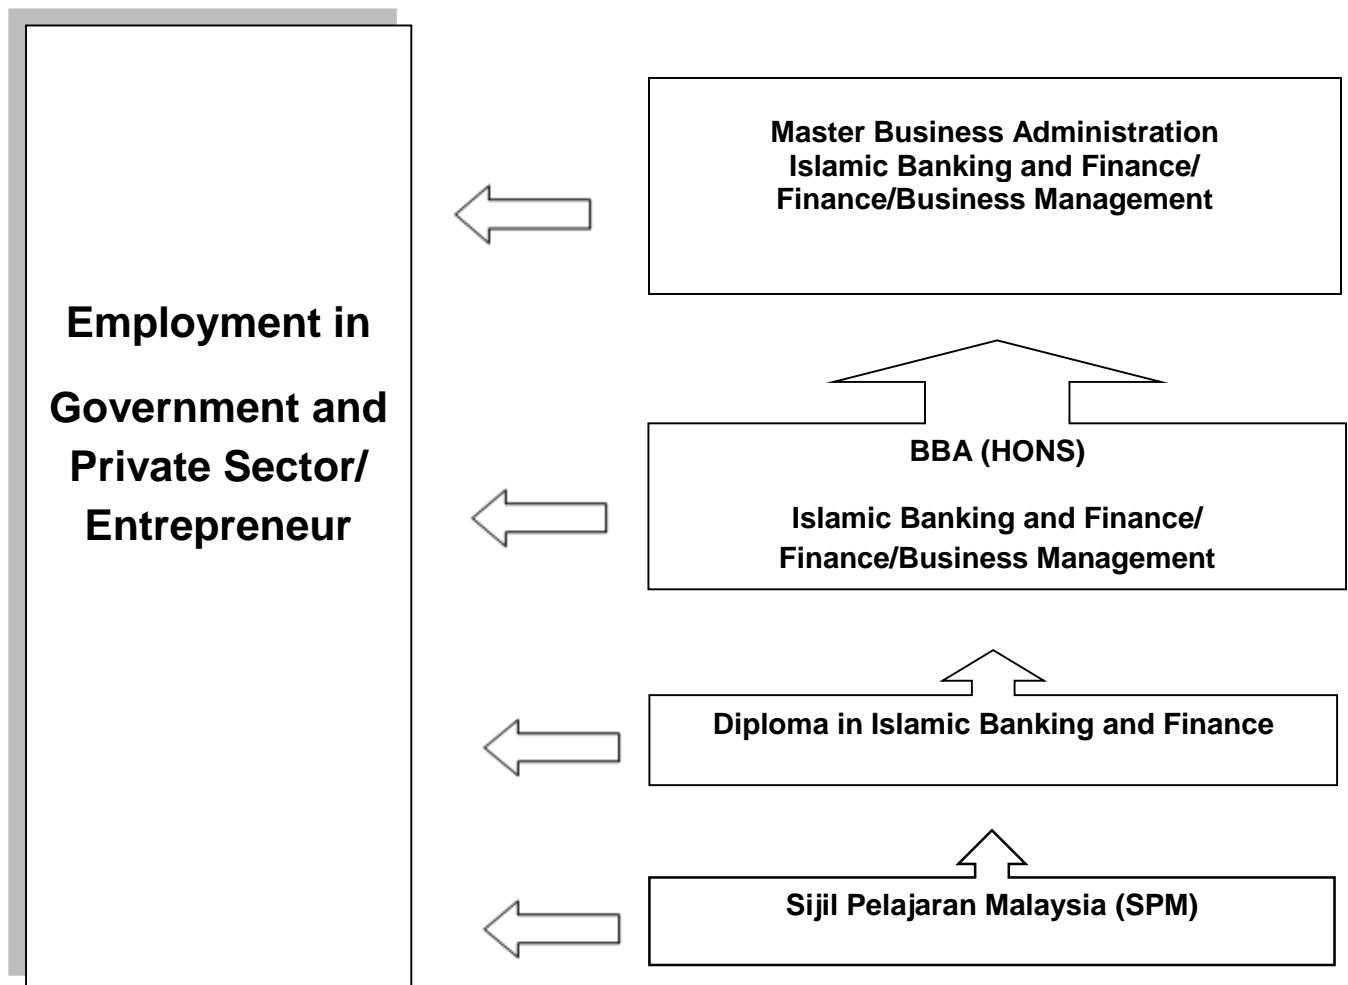 Employment in
Government and
Private Sector/
Entrepreneur
Master Business Administration
Islamic Banking and Finance/
Finance/Business Management
BBA (HONS)
Islamic Banking and Finance/
Finance/Business Management
Diploma in Islamic Banking and Finance
Sijil Pelajaran Malaysia (SPM)